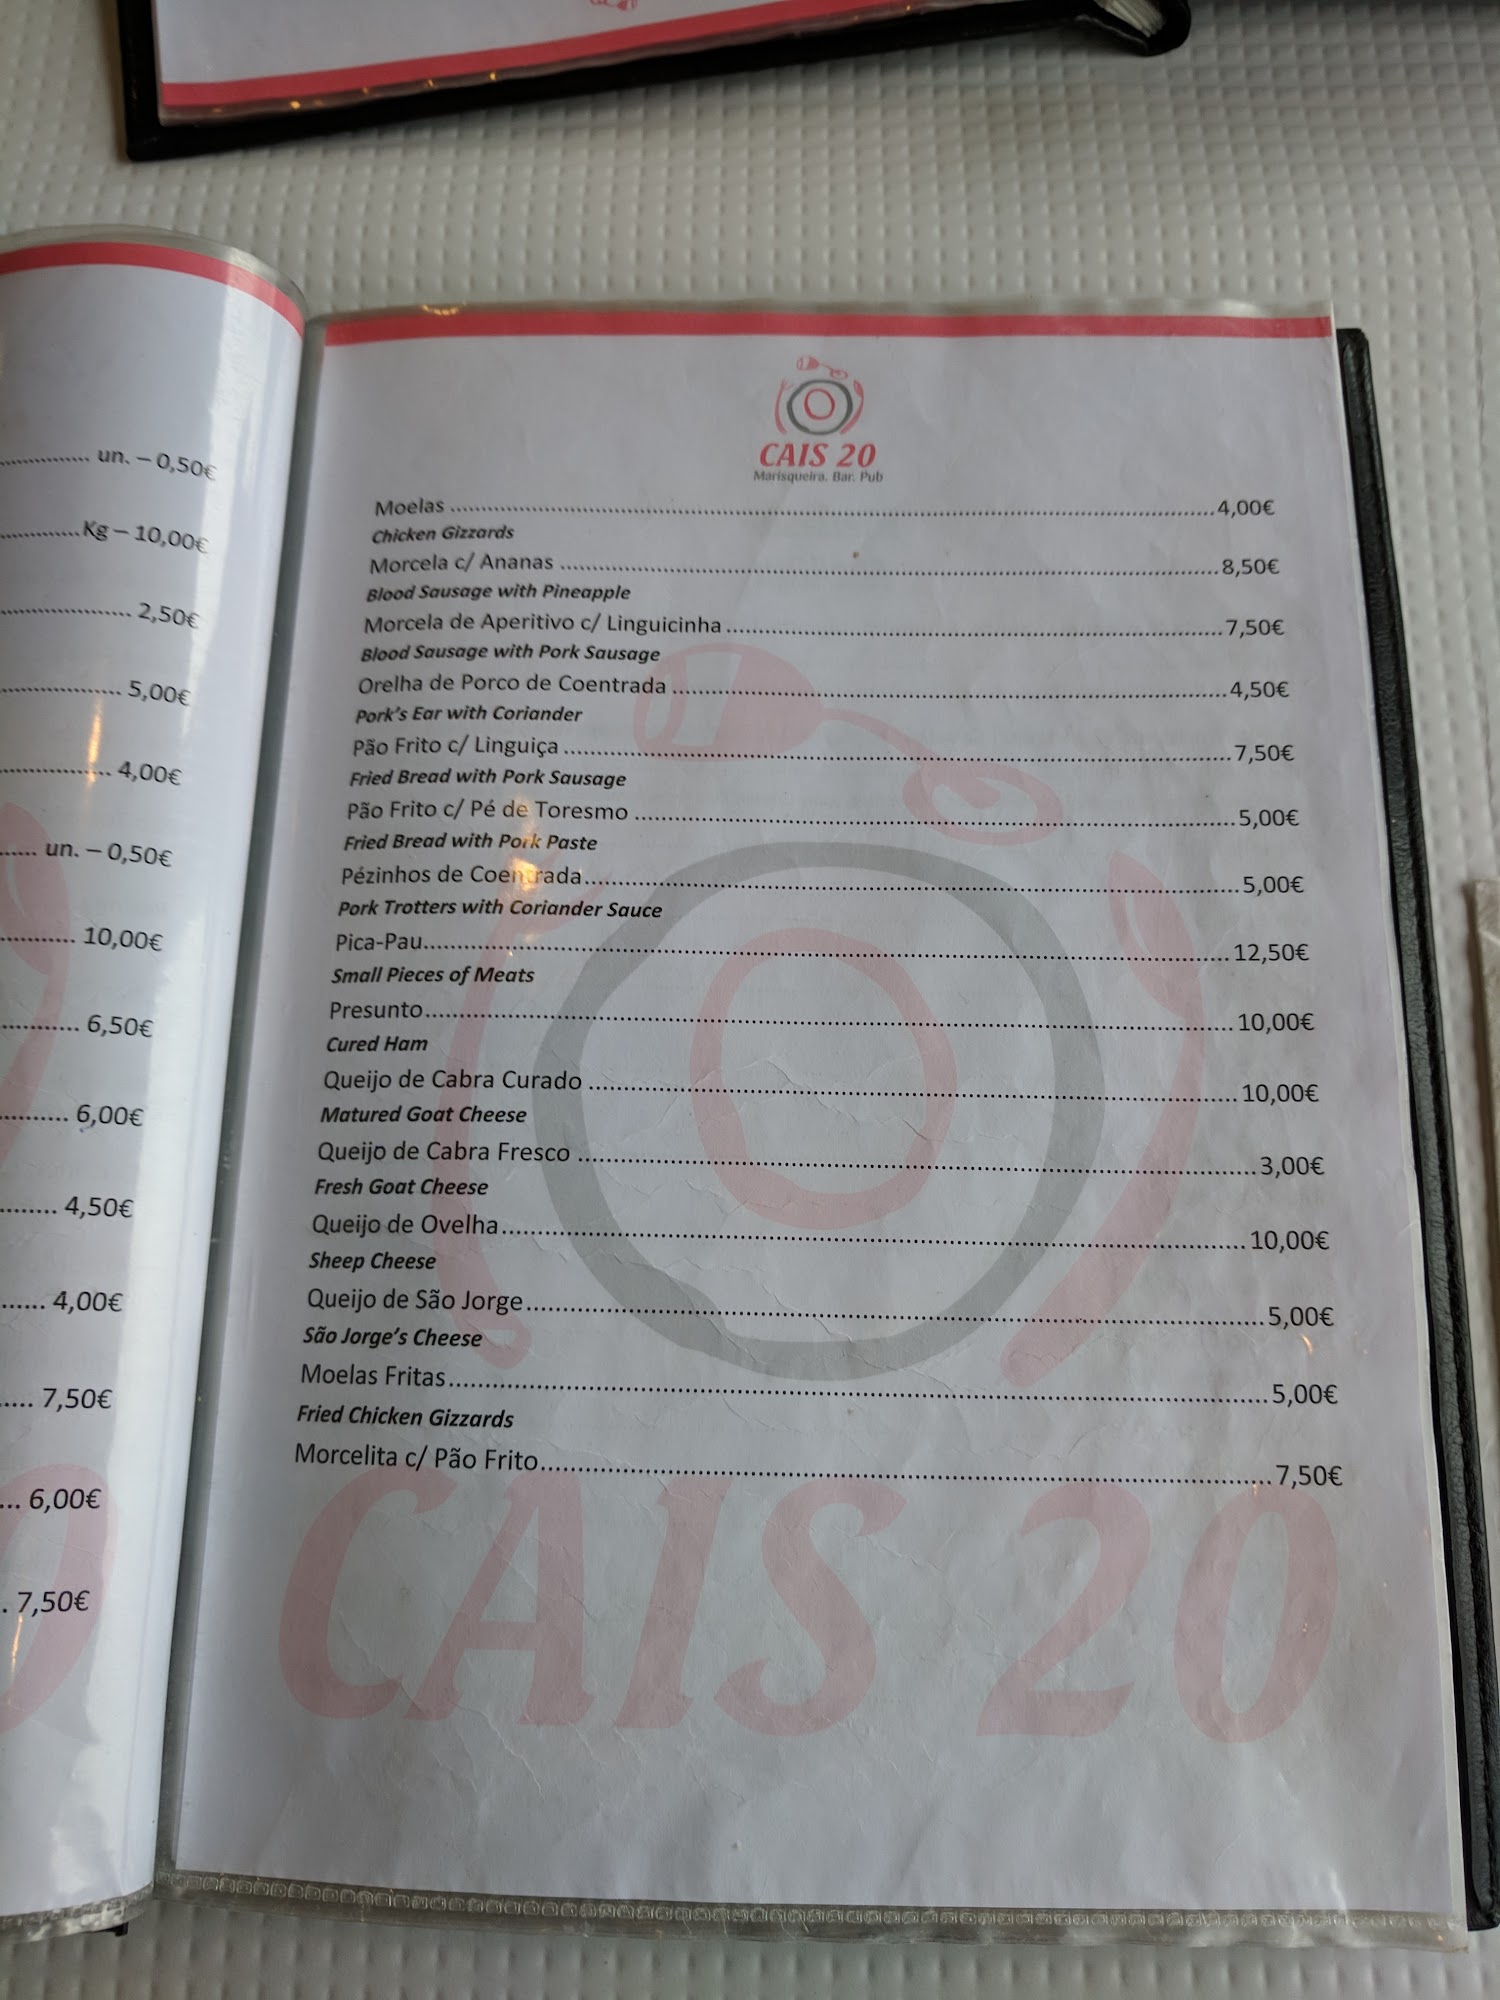 un. – 0,50€
Kg – 10,00€
2,50€
5,00€
4,00€
un. – 0,50€
10,00€
6,50€
6,00€
4,50€
4,00€
7,50€
6,00€
7,50€
CAIS 20
Marisqueira. Bar. Pub
Moelas 4,00€
Chicken Gizzards
Morcela c/ Ananas 8,50€
Blood Sausage with Pineapple
Morcela de Aperitivo c/ Linguicinha 7,50€
Blood Sausage with Pork Sausage
Orelha de Porco de Coentrada 4,50€
Pork's Ear with Coriander
Pão Frito c/ Linguiça 7,50€
Fried Bread with Pork Sausage
Pão Frito c/ Pé de Toresmo 5,00€
Fried Bread with Pork Paste
Pézinhos de Coentrada 5,00€
Pork Trotters with Coriander Sauce
Pica-Pau 12,50€
Small Pieces of Meats
Presunto 10,00€
Cured Ham
Queijo de Cabra Curado 10,00€
Matured Goat Cheese
Queijo de Cabra Fresco 3,00€
Fresh Goat Cheese
Queijo de Ovelha 10,00€
Sheep Cheese
Queijo de São Jorge 5,00€
São Jorge's Cheese
Moelas Fritas 5,00€
Fried Chicken Gizzards
Morcelita c/ Pão Frito 7,50€
CAIS 20